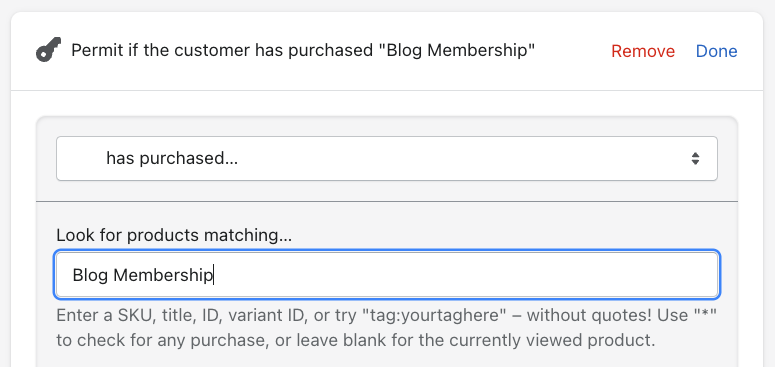 Permit if the customer has purchased "Blog Membership" Remove Done
has purchased...
Look for products matching...
Blog Membership
Enter a SKU, title, ID, variant ID, or try "tag:yourtaghere" – without quotes! Use "*"
to check for any purchase, or leave blank for the currently viewed product.